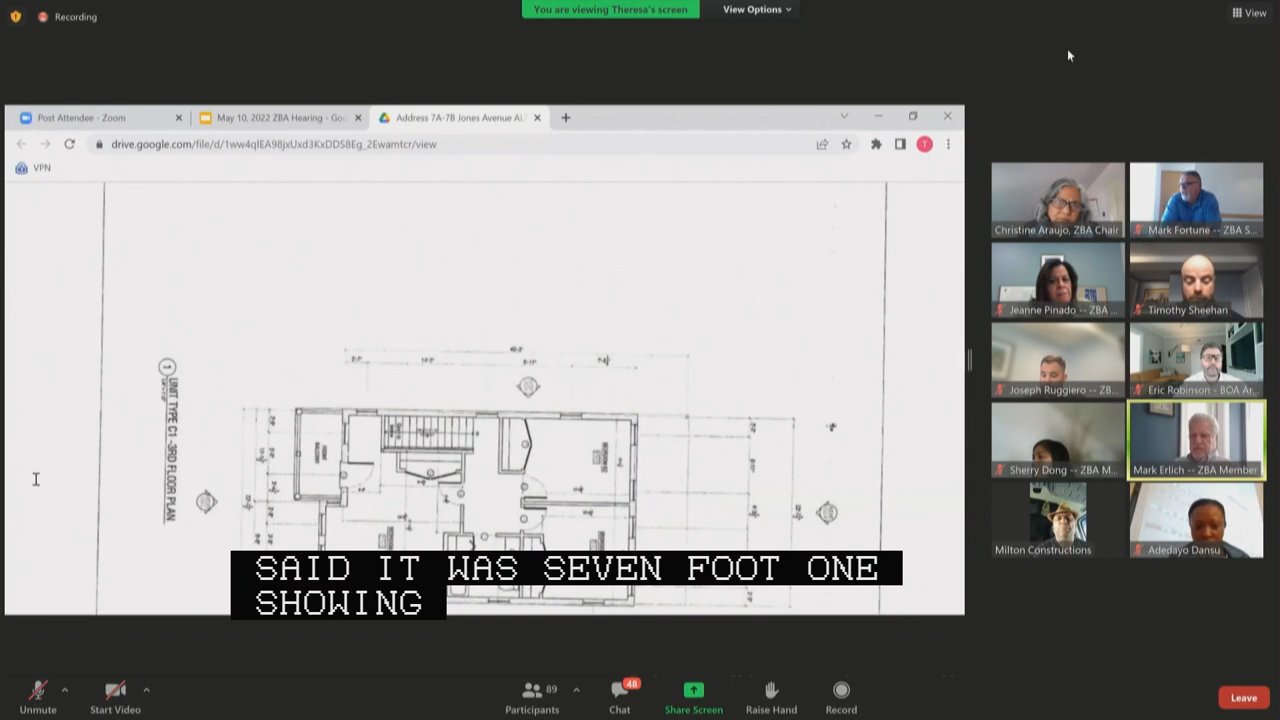 Recording
You are viewing Theresa's screen
View Options
View
Post Attendee - Zoom
May 10, 2022 ZBA Hearing - Go
Address 7A-7B Jones Avenue AL
drive.google.com/file/d/1ww4qlEA98jxUxd3KxDDS8Eg_2Ewamtcr/view
T
VPN
1
UNIT TYPE C1 -3RD FLOOR PLAN
Christine Araujo, ZBA Chair
Mark Fortune -- ZBA S...
Jeanne Pinado -- ZBA ...
Timothy Sheehan
Joseph Ruggiero -- ZB...
Eric Robinson - BOA Ar...
Sherry Dong -- ZBA M...
Mark Erlich -- ZBA Member
Milton Constructions
Adedayo Dansu
SAID IT WAS SEVEN FOOT ONE
SHOWING
Unmute
Start Video
89
Participants
48
Chat
Share Screen
Raise Hand
Record
Leave